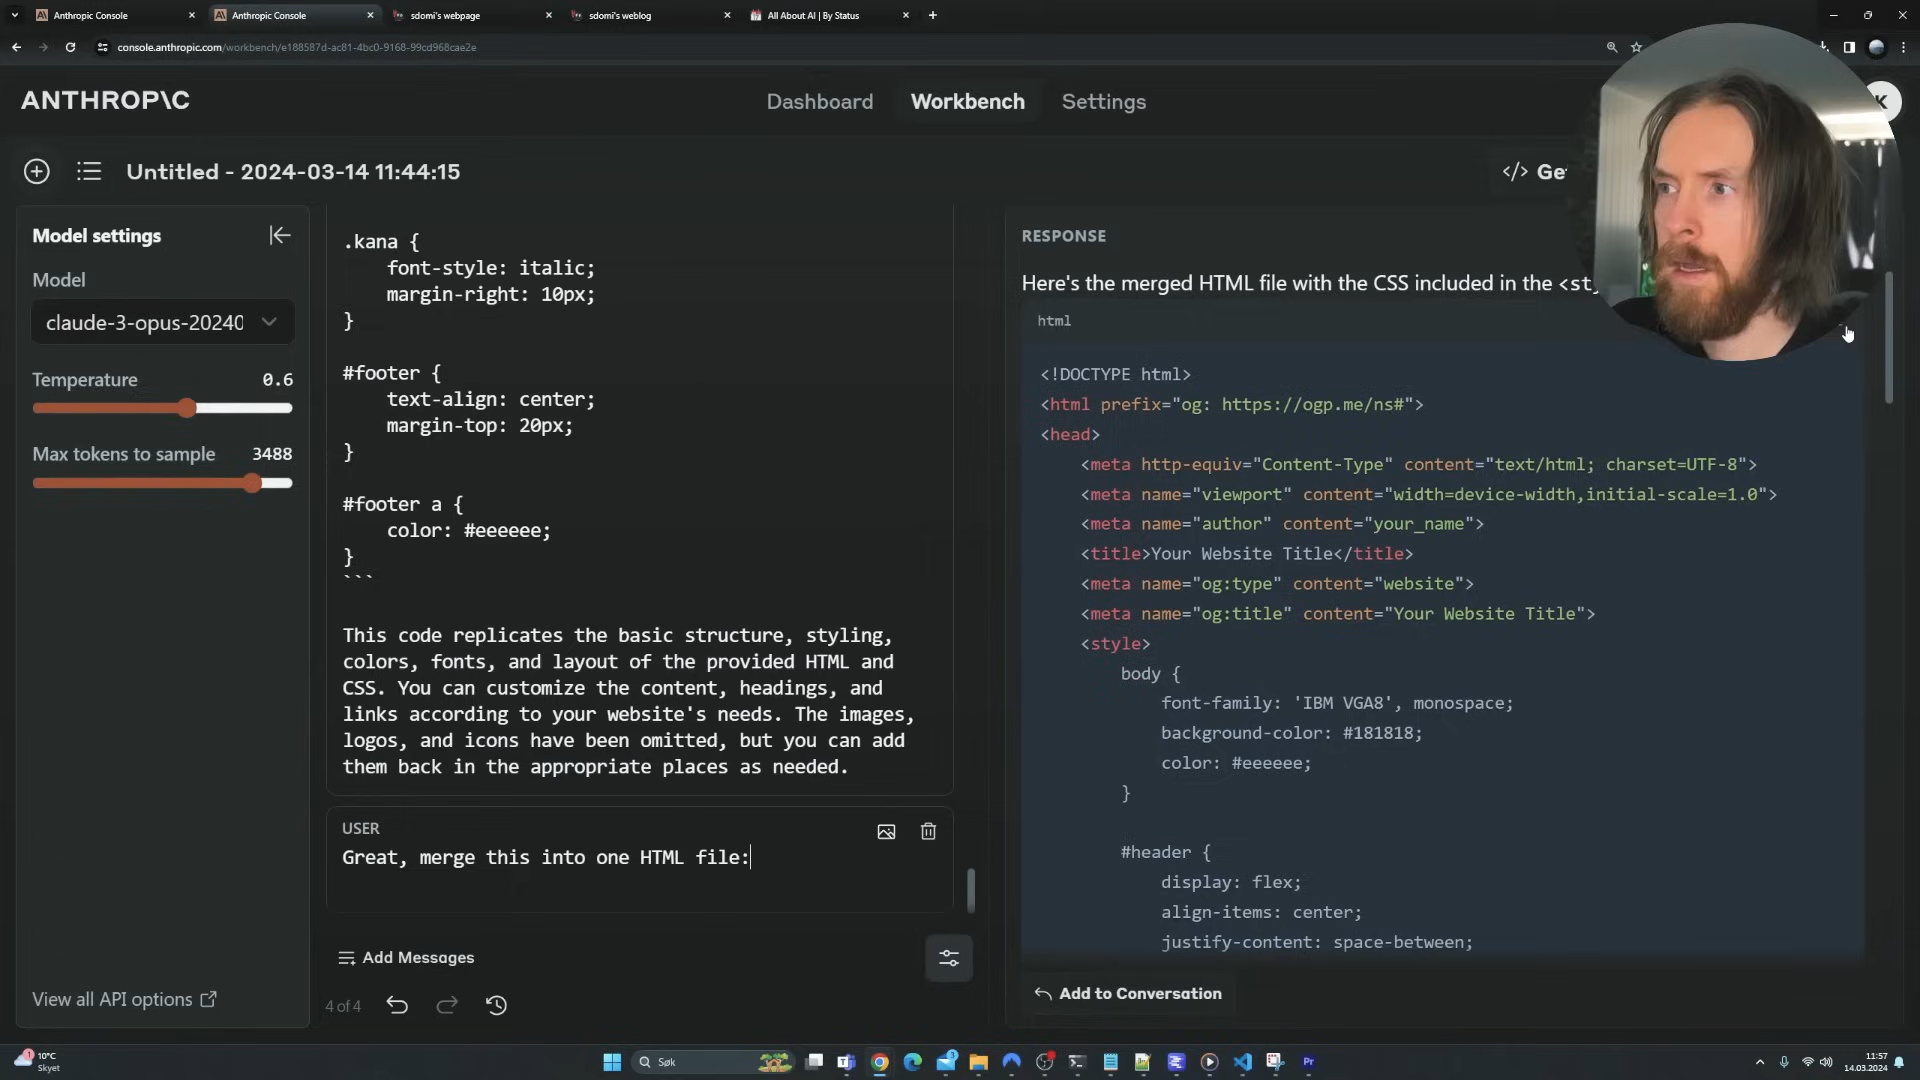 Anthropic Console
Anthropic Console
sdomi's webpage
sdomi's weblog
All About AI | By Status
console.anthropic.com/workbench/e188587d-ac81-4bc0-9168-99cd968cae2e
ANTHROP\C
Dashboard
Workbench
Settings
K
Untitled - 2024-03-14 11:44:15
</> Ge
Model settings
Model
claude-3-opus-20240
Temperature
0.6
Max tokens to sample
3488
View all API options
.kana {
font-style: italic;
margin-right: 10px;
}
#footer {
text-align: center;
margin-top: 20px;
}
#footer a {
color: #eeeeee;
}
```
This code replicates the basic structure, styling,
colors, fonts, and layout of the provided HTML and
CSS. You can customize the content, headings, and
links according to your website's needs. The images,
logos, and icons have been omitted, but you can add
them back in the appropriate places as needed.
USER
Great, merge this into one HTML file:
Add Messages
4 of 4
RESPONSE
Here's the merged HTML file with the CSS included in the <sty
html
<!DOCTYPE html>
<html prefix="og: https://ogp.me/ns#">
<head>
<meta http-equiv="Content-Type" content="text/html; charset=UTF-8">
<meta name="viewport" content="width=device-width,initial-scale=1.0">
<meta name="author" content="your_name">
<title>Your Website Title</title>
<meta name="og:type" content="website">
<meta name="og:title" content="Your Website Title">
<style>
body {
font-family: 'IBM VGA8', monospace;
background-color: #181818;
color: #eeeeee;
}
#header {
display: flex;
align-items: center;
justify-content: space-between;
Add to Conversation
10°C
Skyet
Søk
Pr
11:57
14.03.2024